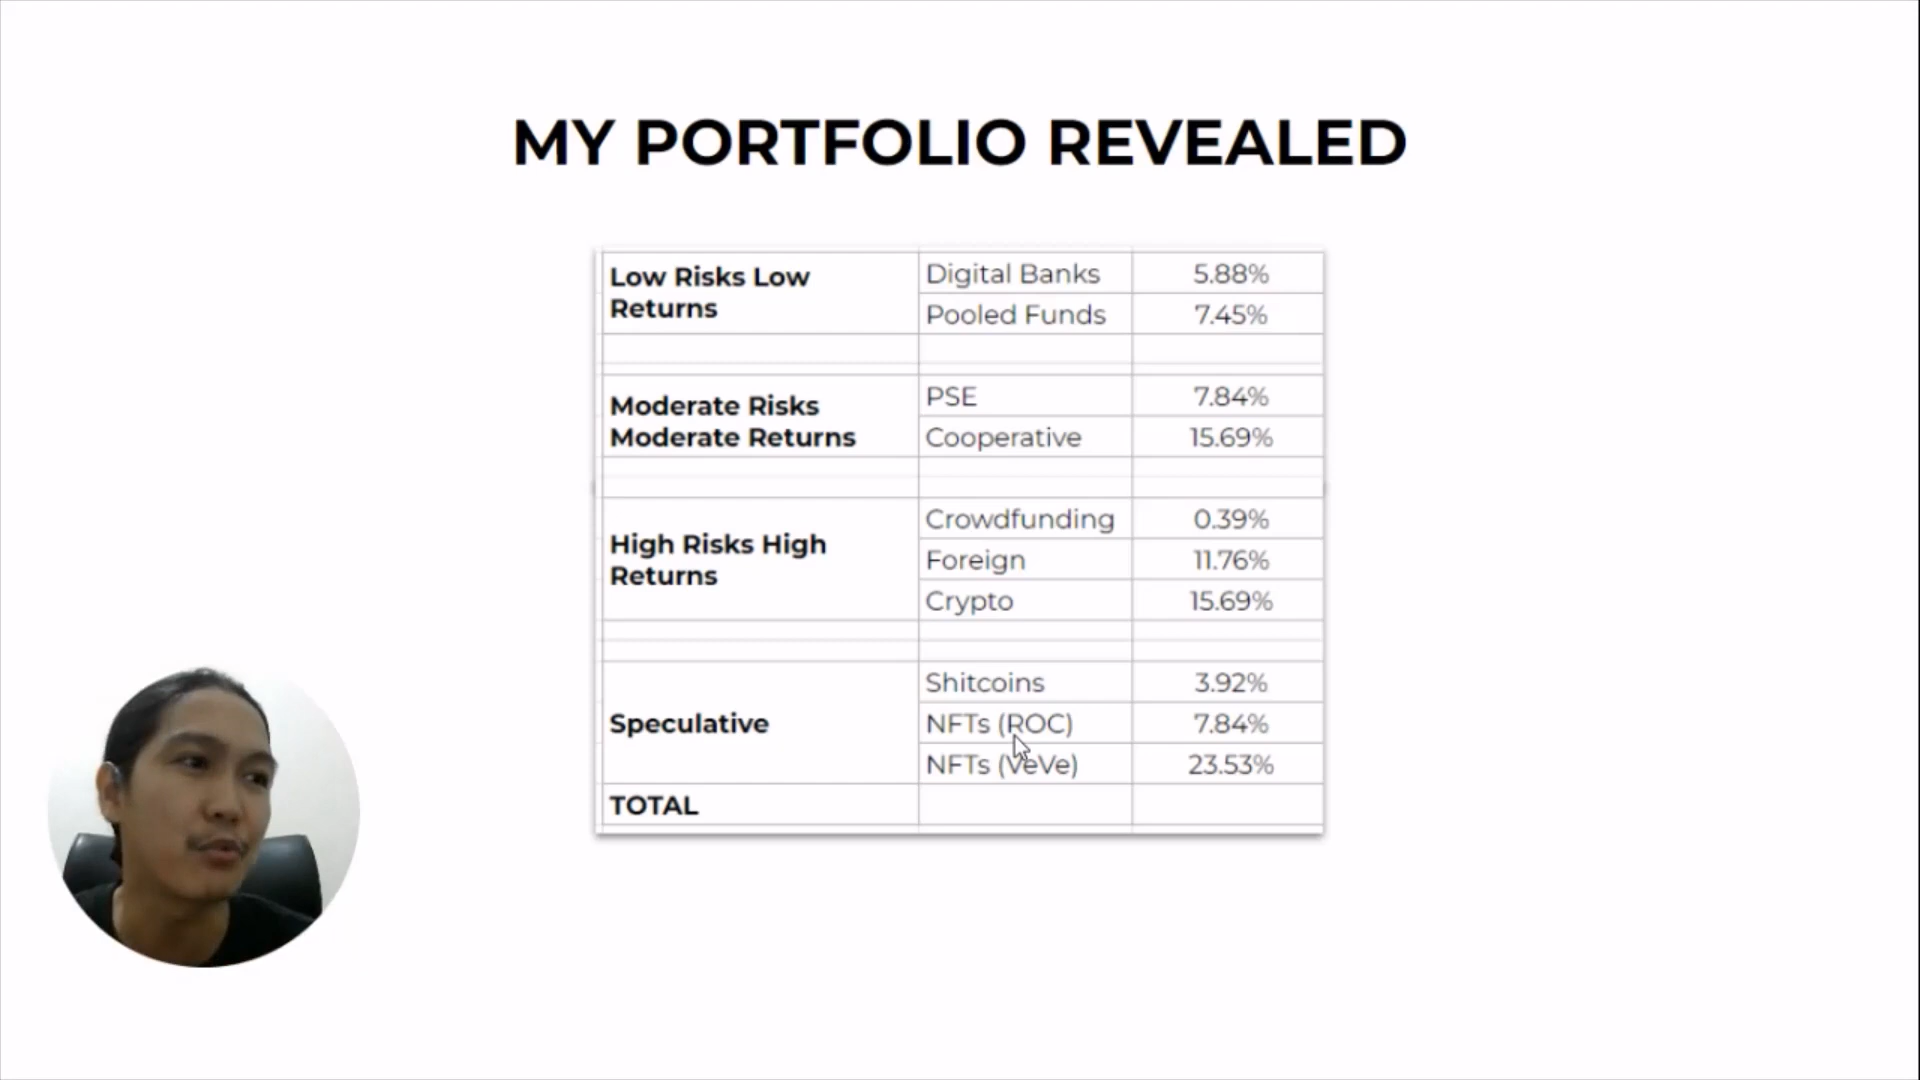 MY PORTFOLIO REVEALED
Low Risks Low
Returns
Digital Banks 5.88%
Pooled Funds 7.45%
Moderate Risks
Moderate Returns
PSE 7.84%
Cooperative 15.69%
High Risks High
Returns
Crowdfunding 0.39%
Foreign 11.76%
Crypto 15.69%
Speculative
Shitcoins 3.92%
NFTs (ROC) 7.84%
NFTs (VeVe) 23.53%
TOTAL